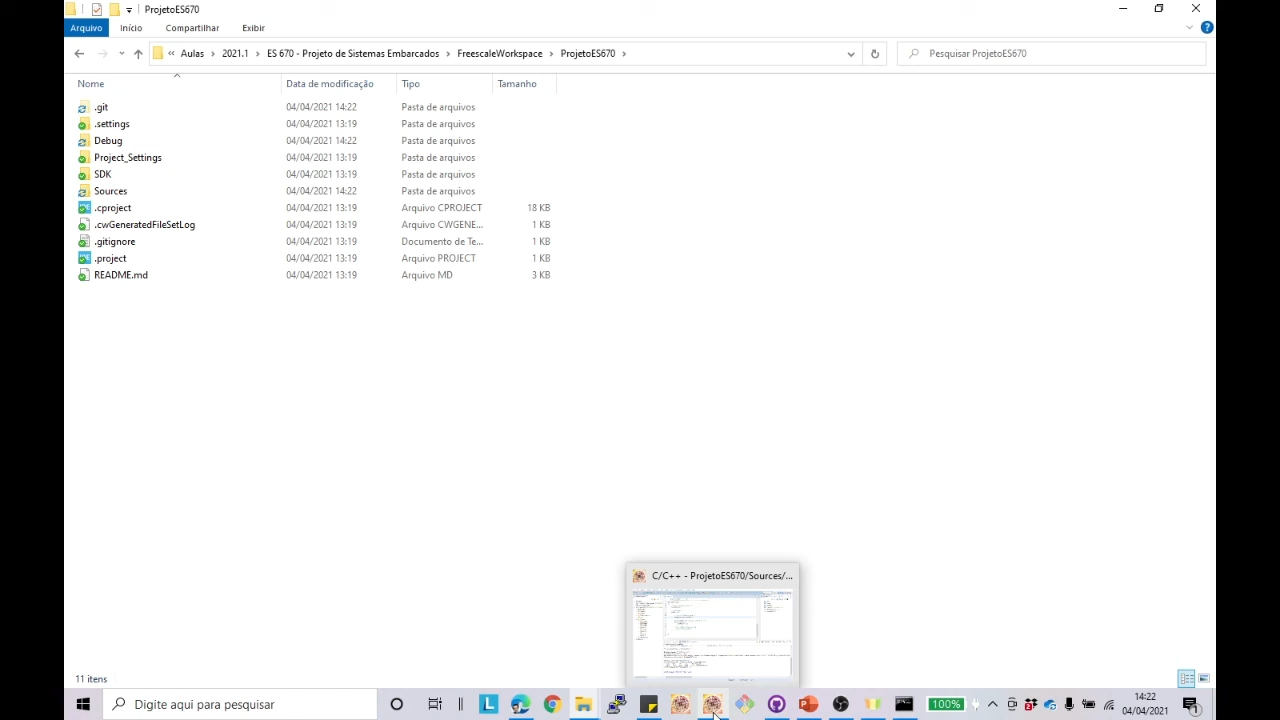 ProjetoES670
Arquivo Início Compartilhar Exibir
« Aulas > 2021.1 > ES 670 - Projeto de Sistemas Embarcados > FreescaleWorkspace > ProjetoES670 >
Pesquisar ProjetoES670
Nome Data de modificação Tipo Tamanho
.git 04/04/2021 14:22 Pasta de arquivos
.settings 04/04/2021 13:19 Pasta de arquivos
Debug 04/04/2021 14:22 Pasta de arquivos
Project_Settings 04/04/2021 13:19 Pasta de arquivos
SDK 04/04/2021 13:19 Pasta de arquivos
Sources 04/04/2021 14:22 Pasta de arquivos
.cproject 04/04/2021 13:19 Arquivo CPROJECT 18 KB
.cwGeneratedFileSetLog 04/04/2021 13:19 Arquivo CWGENE... 1 KB
.gitignore 04/04/2021 13:19 Documento de Te... 1 KB
.project 04/04/2021 13:19 Arquivo PROJECT 1 KB
README.md 04/04/2021 13:19 Arquivo MD 3 KB
C/C++ - ProjetoES670/Sources/...
11 itens
Digite aqui para pesquisar
100%
14:22
04/04/2021